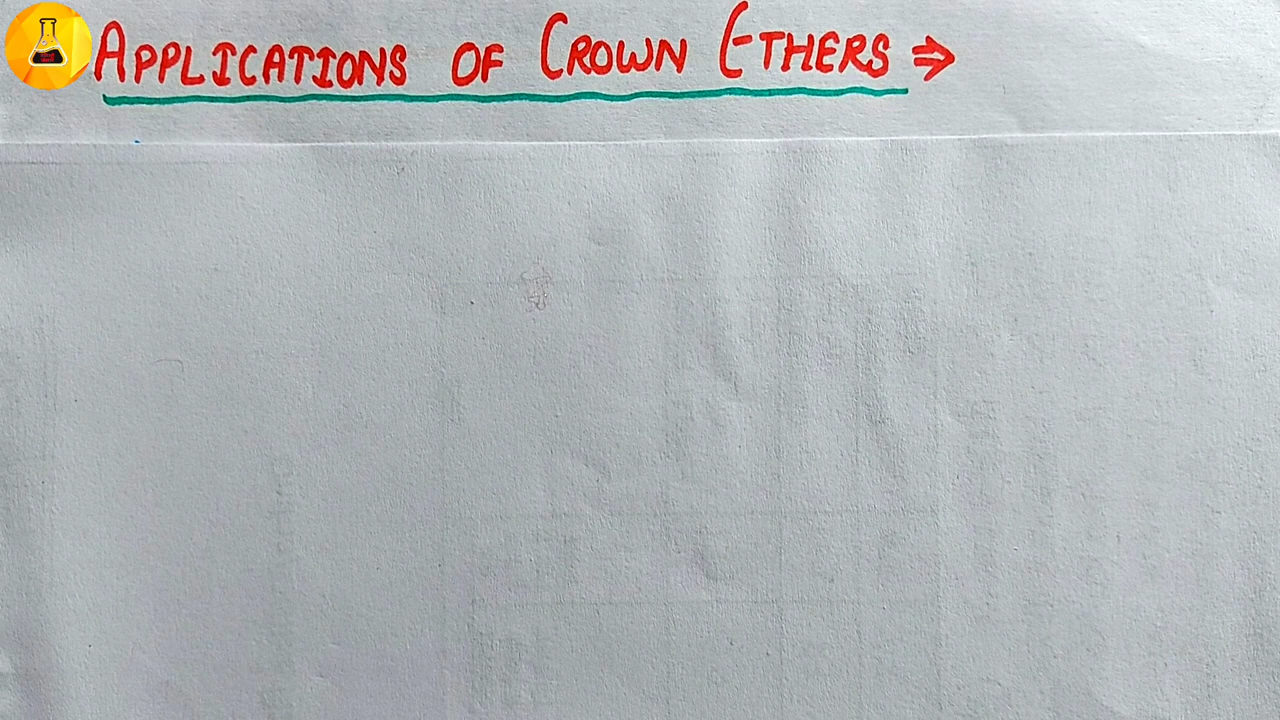 APPLICATIONS OF CROWN ETHERS ⇒